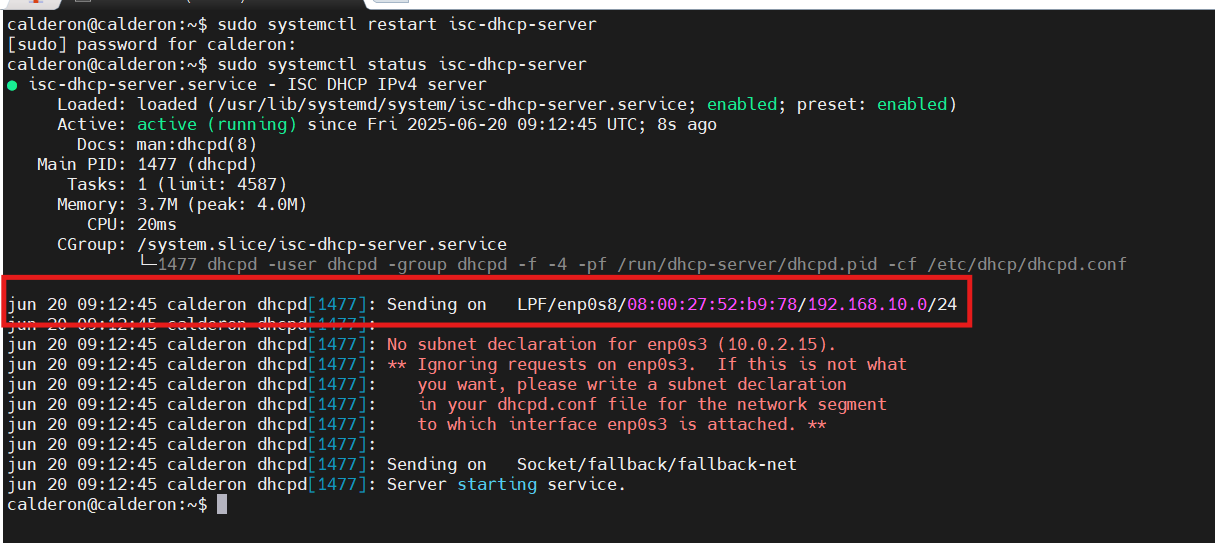 calderon@calderon:~$ sudo systemctl restart isc-dhcp-server
[sudo] password for calderon:
calderon@calderon:~$ sudo systemctl status isc-dhcp-server
● isc-dhcp-server.service - ISC DHCP IPv4 server
     Loaded: loaded (/usr/lib/systemd/system/isc-dhcp-server.service; enabled; preset: enabled)
     Active: active (running) since Fri 2025-06-20 09:12:45 UTC; 8s ago
       Docs: man:dhcpd(8)
   Main PID: 1477 (dhcpd)
      Tasks: 1 (limit: 4587)
     Memory: 3.7M (peak: 4.0M)
        CPU: 20ms
     CGroup: /system.slice/isc-dhcp-server.service
             └─1477 dhcpd -user dhcpd -group dhcpd -f -4 -pf /run/dhcp-server/dhcpd.pid -cf /etc/dhcp/dhcpd.conf
jun 20 09:12:45 calderon dhcpd[1477]: Sending on   LPF/enp0s8/08:00:27:52:b9:78/192.168.10.0/24
jun 20 09:12:45 calderon dhcpd[1477]:
jun 20 09:12:45 calderon dhcpd[1477]: No subnet declaration for enp0s3 (10.0.2.15).
jun 20 09:12:45 calderon dhcpd[1477]: ** Ignoring requests on enp0s3.  If this is not what
jun 20 09:12:45 calderon dhcpd[1477]:    you want, please write a subnet declaration
jun 20 09:12:45 calderon dhcpd[1477]:    in your dhcpd.conf file for the network segment
jun 20 09:12:45 calderon dhcpd[1477]:    to which interface enp0s3 is attached. **
jun 20 09:12:45 calderon dhcpd[1477]:
jun 20 09:12:45 calderon dhcpd[1477]: Sending on   Socket/fallback/fallback-net
jun 20 09:12:45 calderon dhcpd[1477]: Server starting service.
calderon@calderon:~$